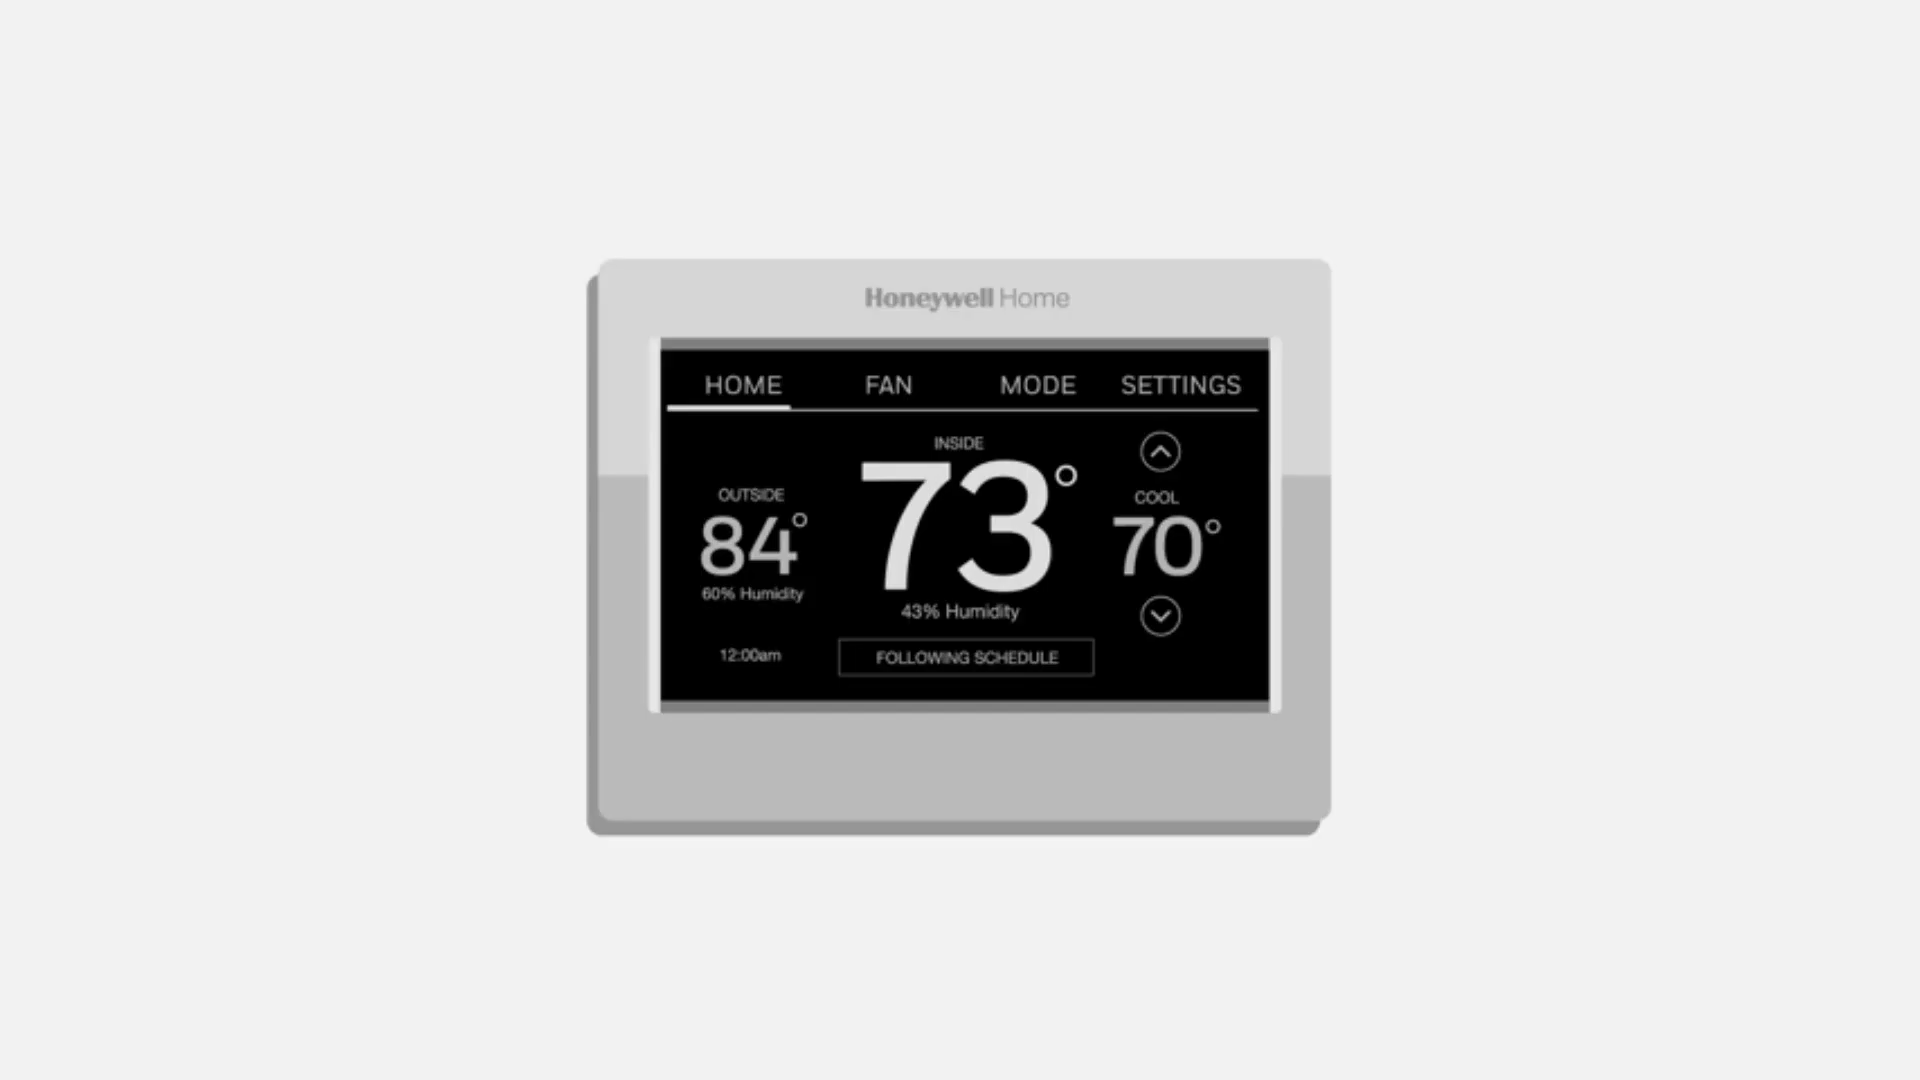 Honeywell Home
HOME FAN MODE SETTINGS
INSIDE
OUTSIDE
COOL
84°
73°
70°
60% Humidity
43% Humidity
12:00am
FOLLOWING SCHEDULE